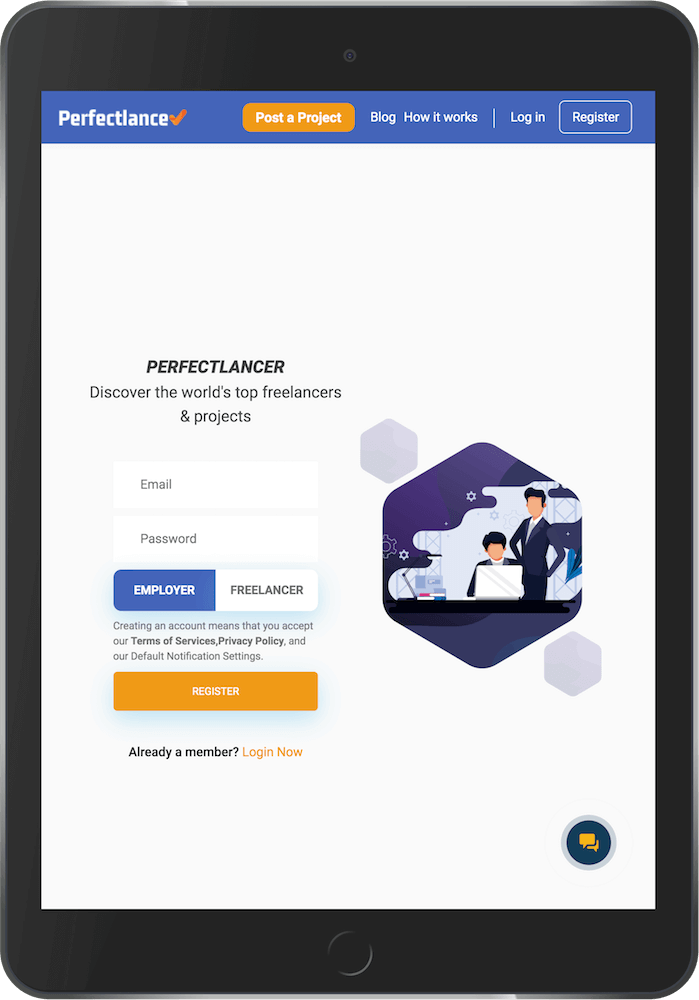 Perfectlance
Post a Project
Blog
How it works
Log in
Register
PERFECTLANCER
Discover the world's top freelancers
& projects
Email
Password
EMPLOYER
FREELANCER
Creating an account means that you accept
our Terms of Services,Privacy Policy, and
our Default Notification Settings.
REGISTER
Already a member? Login Now